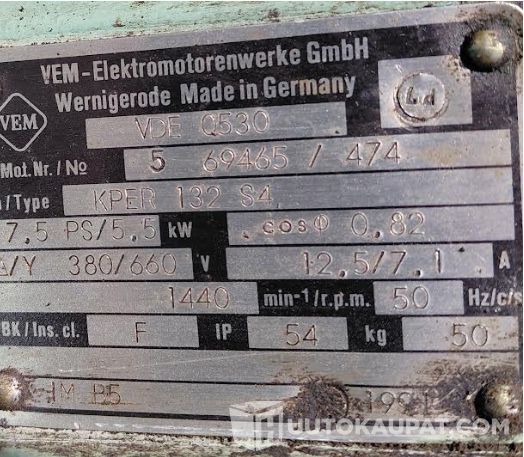 VEM-Elektromotorenwerke GmbH
Wernigerode Made in Germany
VEM
VDE 0530
Mot. Nr. / No 5 69465 / 474
/Type KPER 132 S4
7,5 PS/5,5 kW cosφ 0,82
Δ/Y 380/660 V 12,5/7,1 A
1440 min-1/r.p.m. 50 Hz/c/s
BK/Ins. cl. F IP 54 kg 50
IM B5
HUUTOKAUPAT.COM